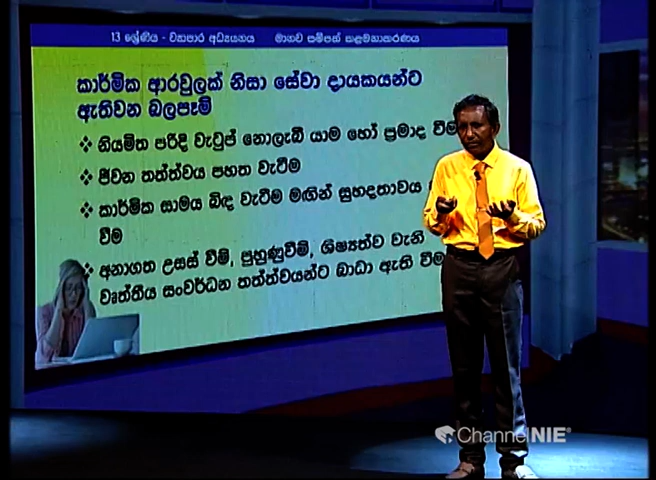 13 ශ්‍රේණිය - ව්‍යාපාර අධ්‍යයනය මානව සම්පත් කළමනාකරණය
කාර්මික ආරවුලක් නිසා සේවා දායකයන්ට
ඇතිවන බලපෑම්
❖ නියමිත පරිදි වැටුප් නොලැබී යාම හෝ ප්‍රමාද වීම්
❖ ජීවන තත්ත්වය පහත වැටීම
❖ කාර්මික සාමය බිඳ වැටීම මඟින් සුහදතාවය
වීම
❖ අනාගත උසස් වීම්, පුහුණුවීම්, ශිෂ්‍යත්ව වැනි
වෘත්තීය සංවර්ධන තත්ත්වයන්ට බාධා ඇති වීම
ChannelNIE